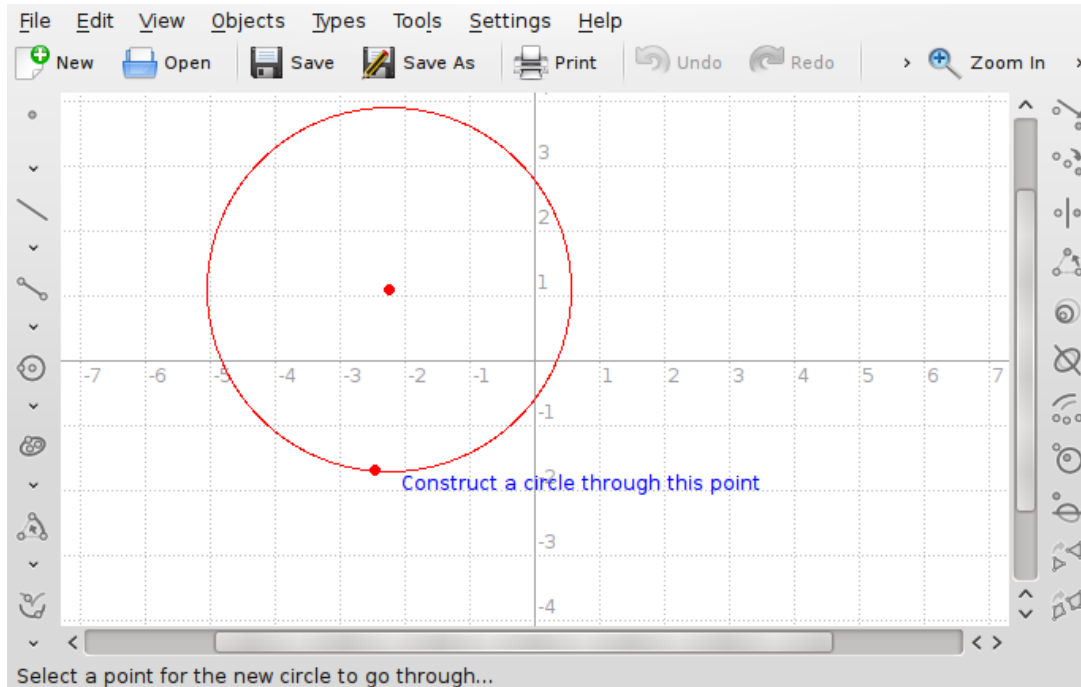 File Edit View Objects Types Tools Settings Help
New Open Save Save As Print Undo Redo > Zoom In
3
2
1
-7 -6 -5 -4 -3 -2 -1 1 2 3 4 5 6 7
-1
-2
Construct a circle through this point
-3
-4
Select a point for the new circle to go through...